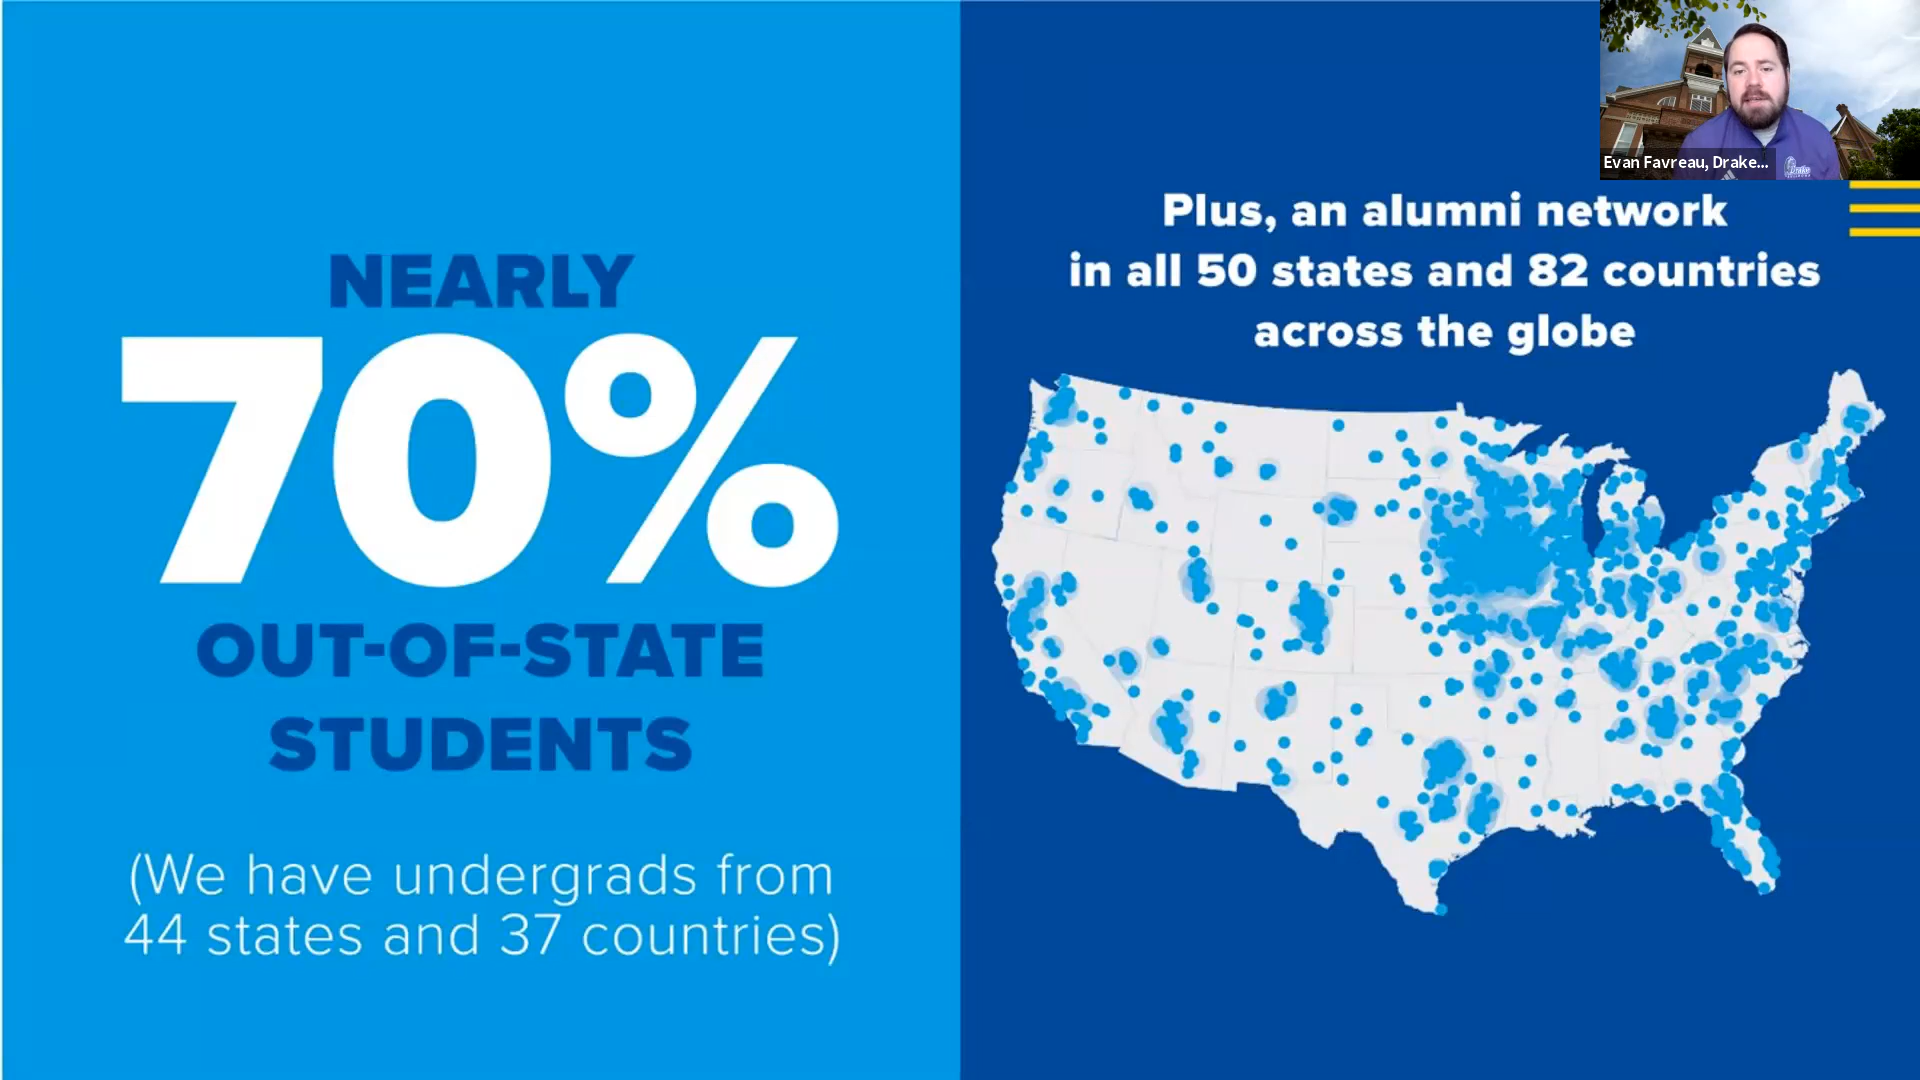 NEARLY
70%
OUT-OF-STATE
STUDENTS
(We have undergrads from
44 states and 37 countries)
Plus, an alumni network
in all 50 states and 82 countries
across the globe
Evan Favreau, Drake...
Drake